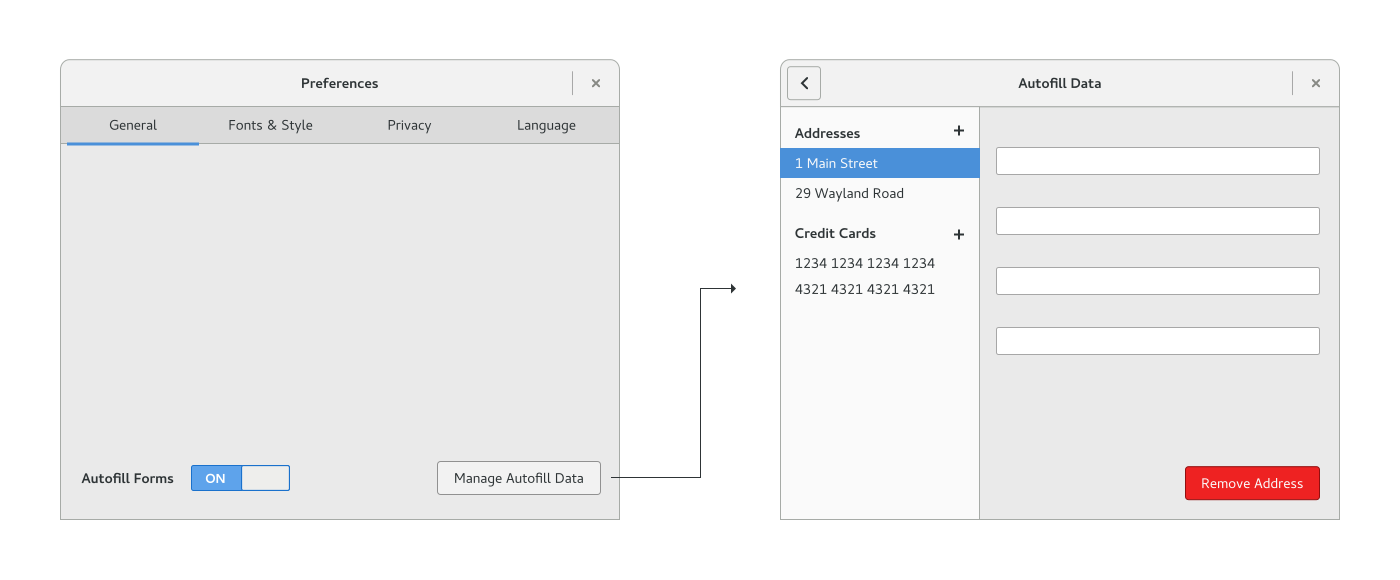 Preferences
General Fonts & Style Privacy Language
Autofill Forms ON Manage Autofill Data
Autofill Data
Addresses
1 Main Street
29 Wayland Road
Credit Cards
1234 1234 1234 1234
4321 4321 4321 4321
Remove Address